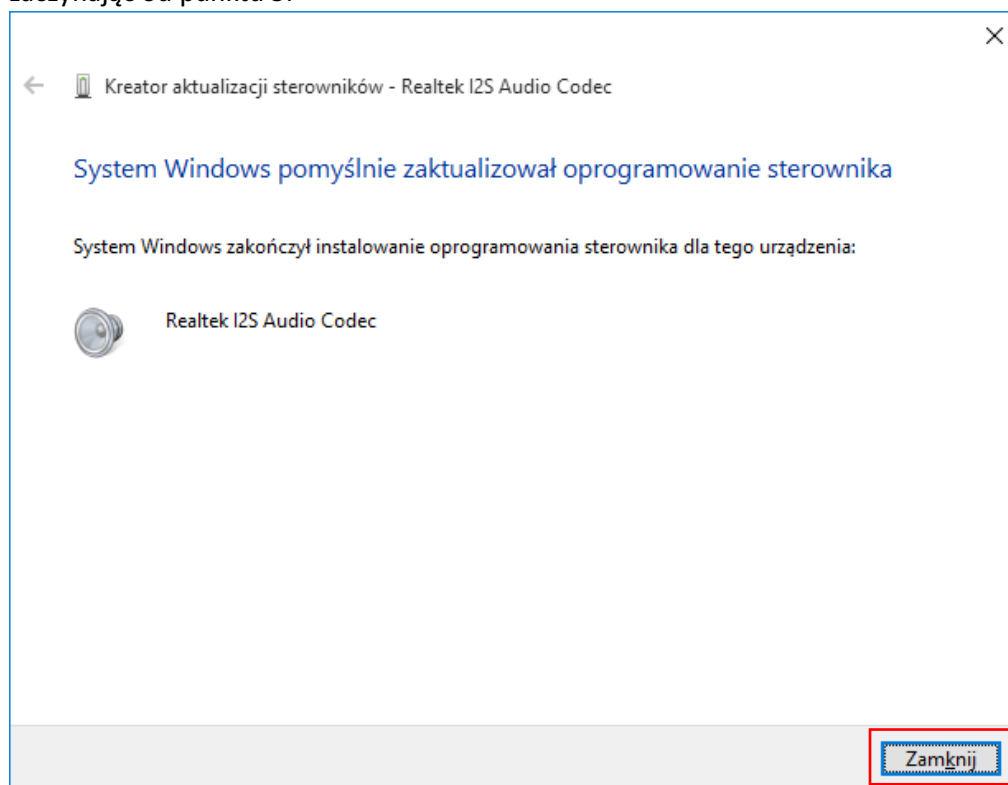 ← Kreator aktualizacji sterowników - Realtek I2S Audio Codec
System Windows pomyślnie zaktualizował oprogramowanie sterownika
System Windows zakończył instalowanie oprogramowania sterownika dla tego urządzenia:
Realtek I2S Audio Codec
Zamknij